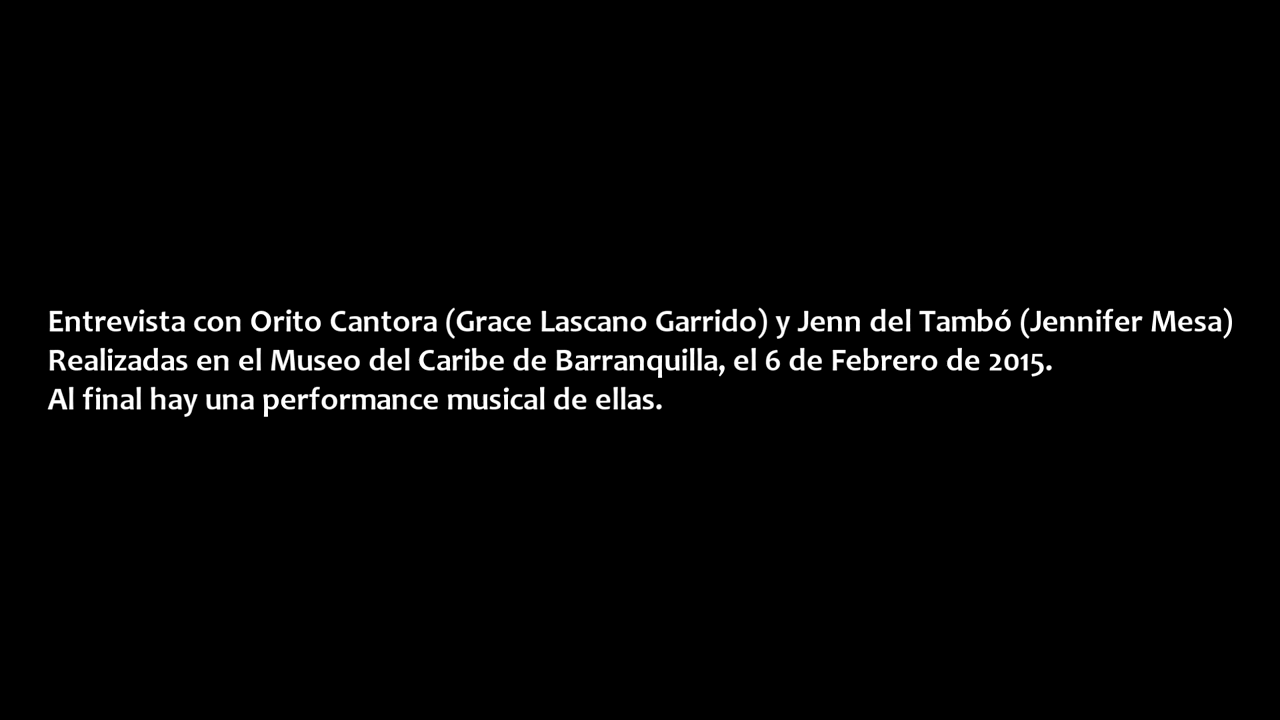 Entrevista con Orito Cantora (Grace Lascano Garrido) y Jenn del Tambó (Jennifer Mesa)
Realizadas en el Museo del Caribe de Barranquilla, el 6 de Febrero de 2015.
Al final hay una performance musical de ellas.